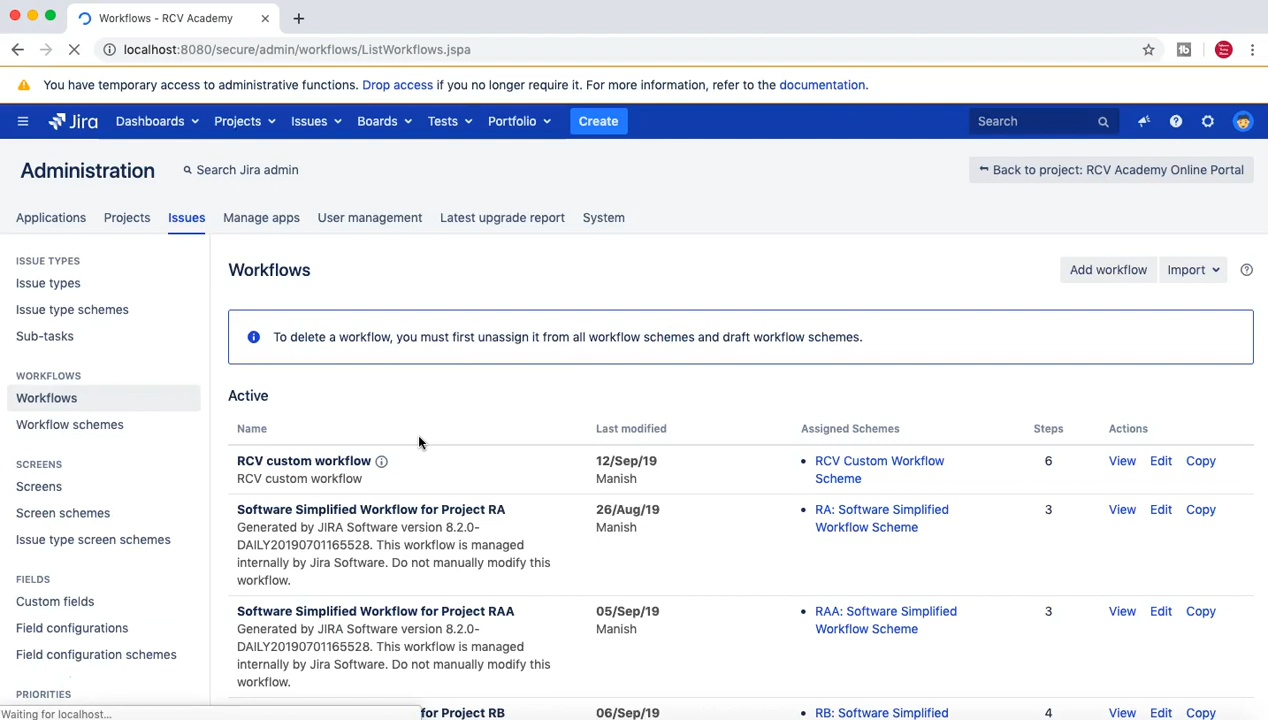 Workflows - RCV Academy
localhost:8080/secure/admin/workflows/ListWorkflows.jspa
You have temporary access to administrative functions. Drop access if you no longer require it. For more information, refer to the documentation.
Jira Dashboards Projects Issues Boards Tests Portfolio Create Search
Administration Search Jira admin Back to project: RCV Academy Online Portal
Applications Projects Issues Manage apps User management Latest upgrade report System
ISSUE TYPES
Issue types
Issue type schemes
Sub-tasks
WORKFLOWS
Workflows
Workflow schemes
SCREENS
Screens
Screen schemes
Issue type screen schemes
FIELDS
Custom fields
Field configurations
Field configuration schemes
PRIORITIES
Waiting for localhost...
Workflows Add workflow Import
To delete a workflow, you must first unassign it from all workflow schemes and draft workflow schemes.
Active
Name Last modified Assigned Schemes Steps Actions
RCV custom workflow 12/Sep/19 • RCV Custom Workflow 6 View Edit Copy
RCV custom workflow Manish Scheme
Software Simplified Workflow for Project RA 26/Aug/19 • RA: Software Simplified 3 View Edit Copy
Generated by JIRA Software version 8.2.0- Manish Workflow Scheme
DAILY20190701165528. This workflow is managed
internally by Jira Software. Do not manually modify this
workflow.
Software Simplified Workflow for Project RAA 05/Sep/19 • RAA: Software Simplified 3 View Edit Copy
Generated by JIRA Software version 8.2.0- Manish Workflow Scheme
DAILY20190701165528. This workflow is managed
internally by Jira Software. Do not manually modify this
workflow.
for Project RB 06/Sep/19 • RB: Software Simplified 4 View Edit Copy